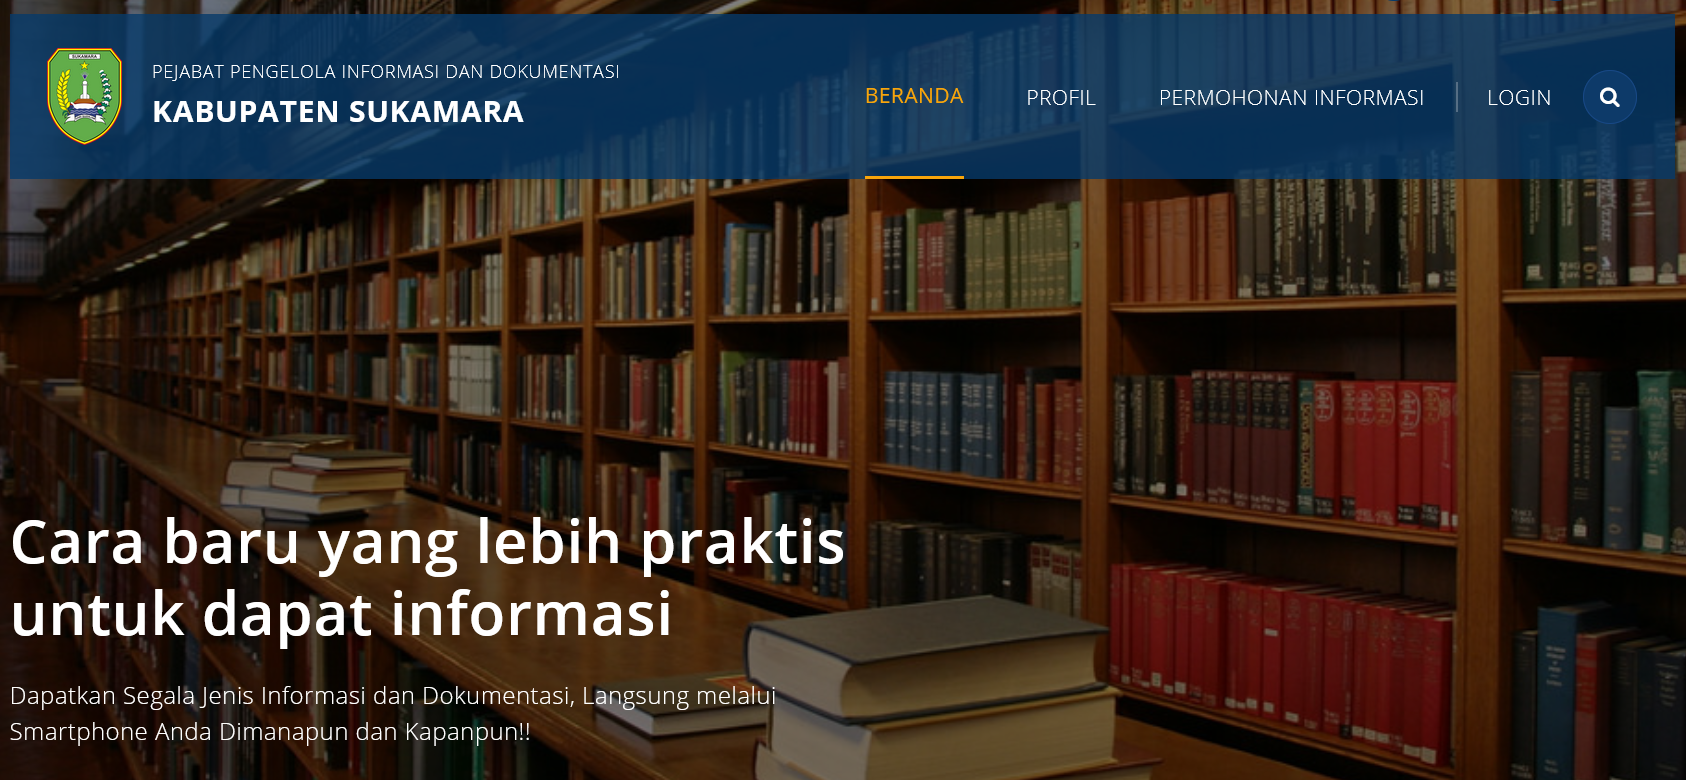 SUKAMARA
PEJABAT PENGELOLA INFORMASI DAN DOKUMENTASI
KABUPATEN SUKAMARA
BERANDA
PROFIL
PERMOHONAN INFORMASI
LOGIN
Cara baru yang lebih praktis
untuk dapat informasi
Dapatkan Segala Jenis Informasi dan Dokumentasi, Langsung melalui
Smartphone Anda Dimanapun dan Kapanpun!!